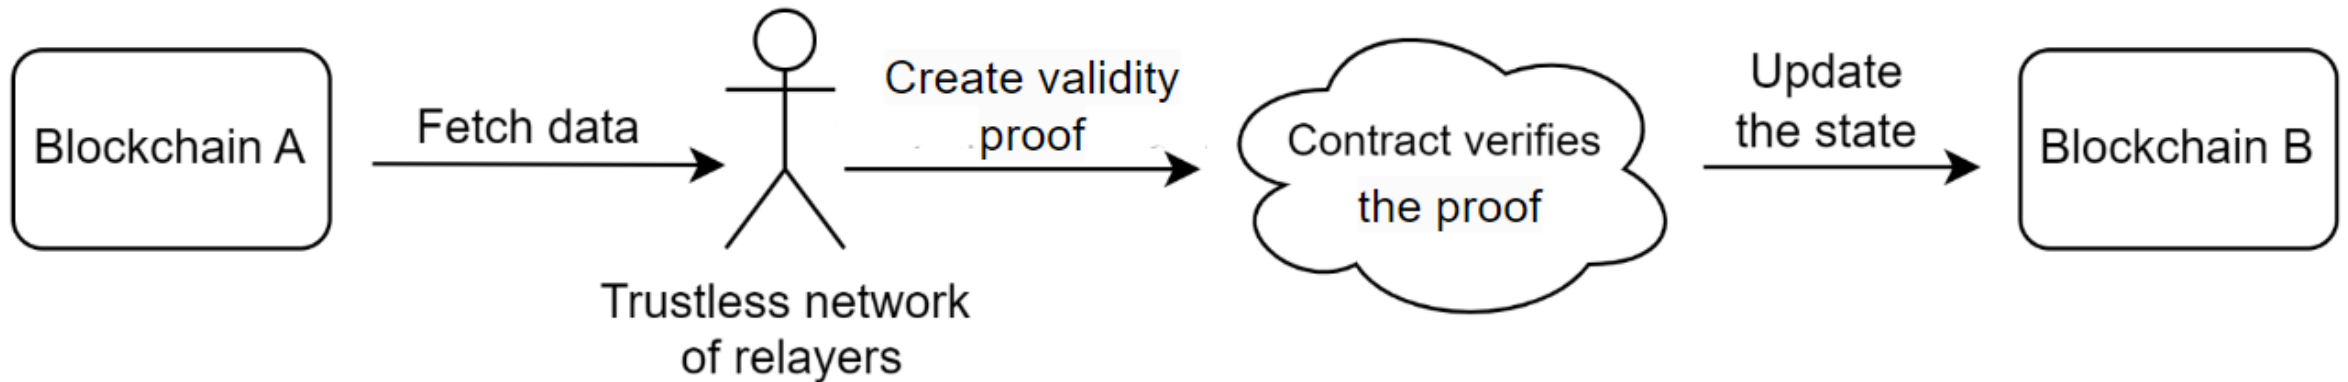 Blockchain A
Fetch data
Trustless network
of relayers
Create validity
proof
Contract verifies
the proof
Update
the state
Blockchain B